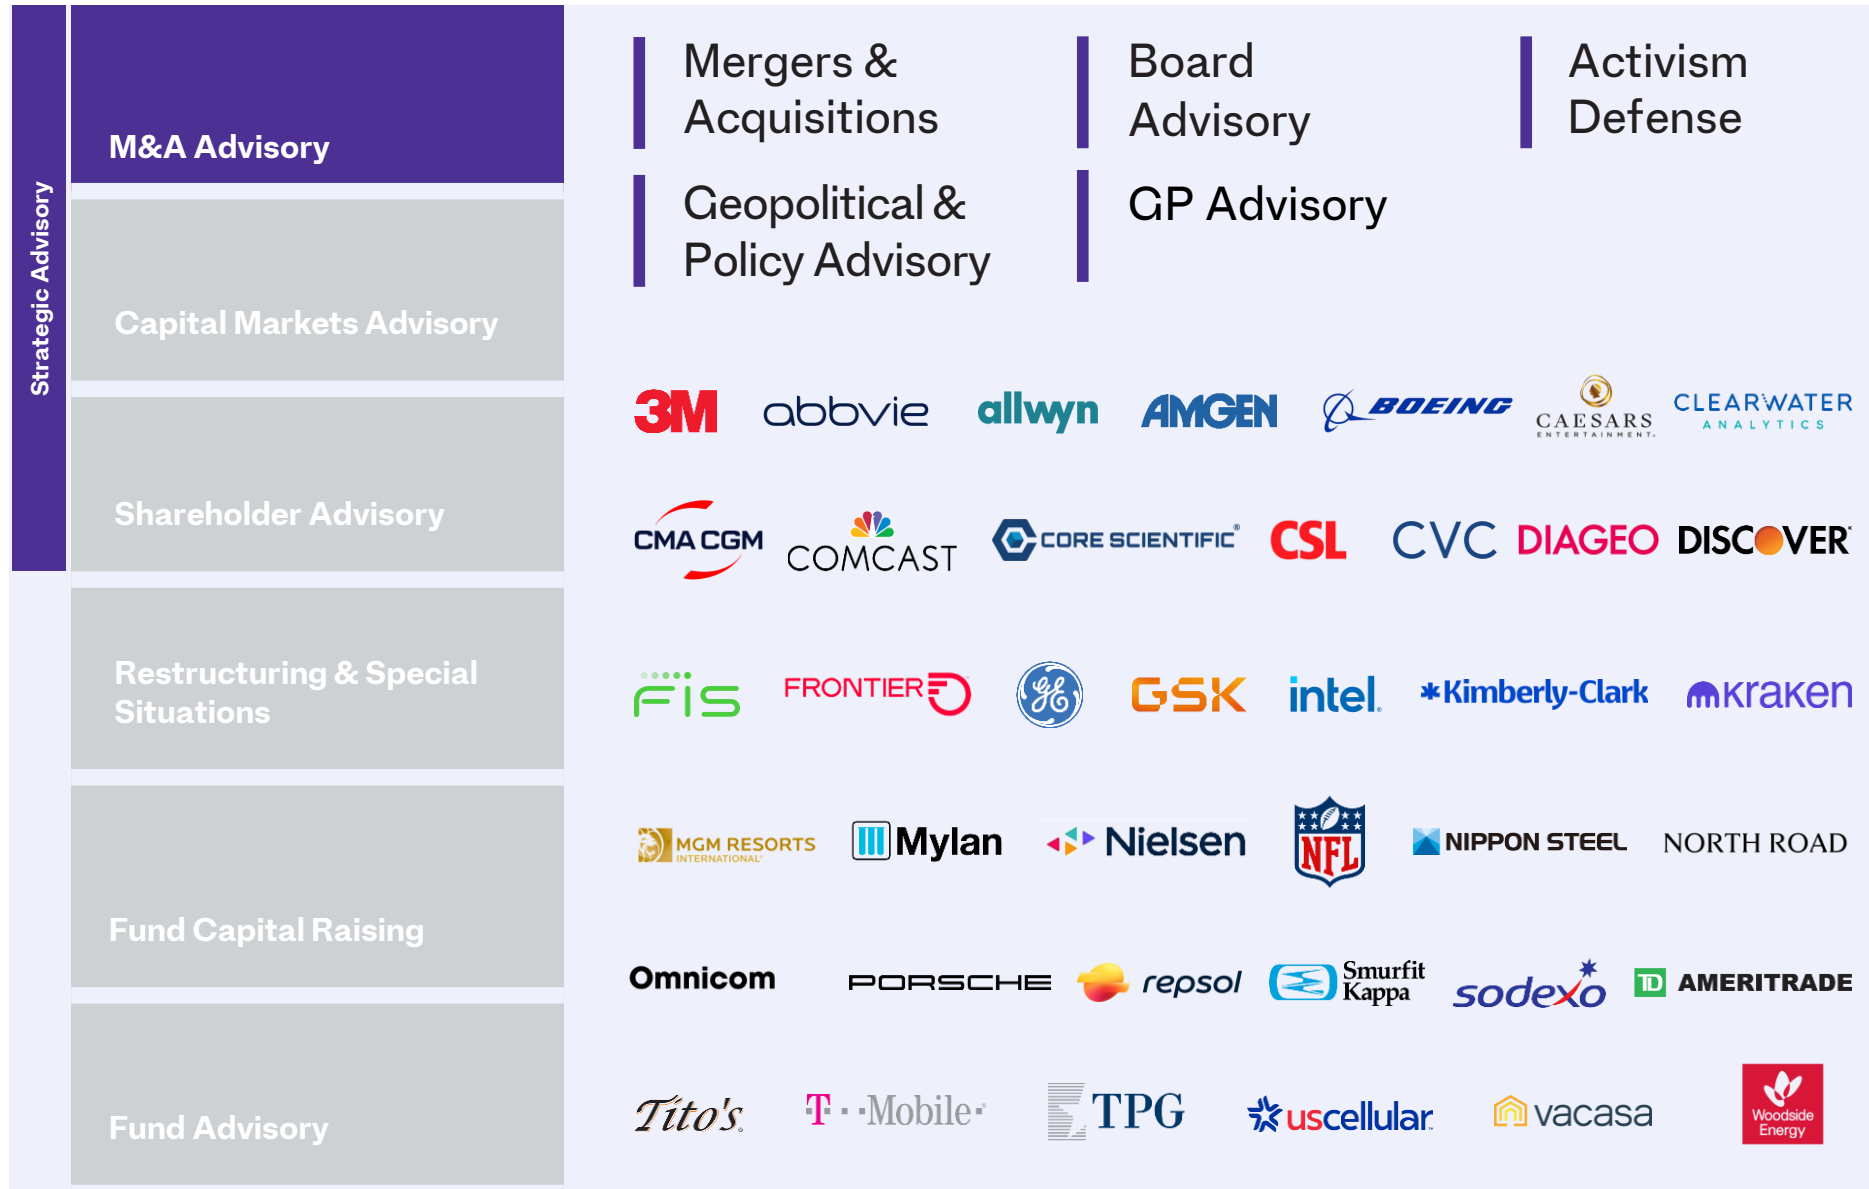 Strategic Advisory
M&A Advisory
Capital Markets Advisory
Shareholder Advisory
Restructuring & Special
Situations
Fund Capital Raising
Fund Advisory
Mergers &
Acquisitions
Board
Advisory
Activism
Defense
Geopolitical &
Policy Advisory
GP Advisory
3M
abbvie
allwyn
AMGEN
BOEING
CAESARS
ENTERTAINMENT.
CLEARWATER
ANALYTICS
CMA CGM
COMCAST
CORE SCIENTIFIC®
CSL
CVC
DIAGEO
DISCOVER
FIS
FRONTIER
GE
GSK
intel.
Kimberly-Clark
kraken
MGM RESORTS
INTERNATIONAL
Mylan
Nielsen
NFL
NIPPON STEEL
NORTH ROAD
Omnicom
PORSCHE
repsol
Smurfit
Kappa
sodexo
TD AMERITRADE
Tito's
T··Mobile·
TPG
uscellular
vacasa
Woodside
Energy